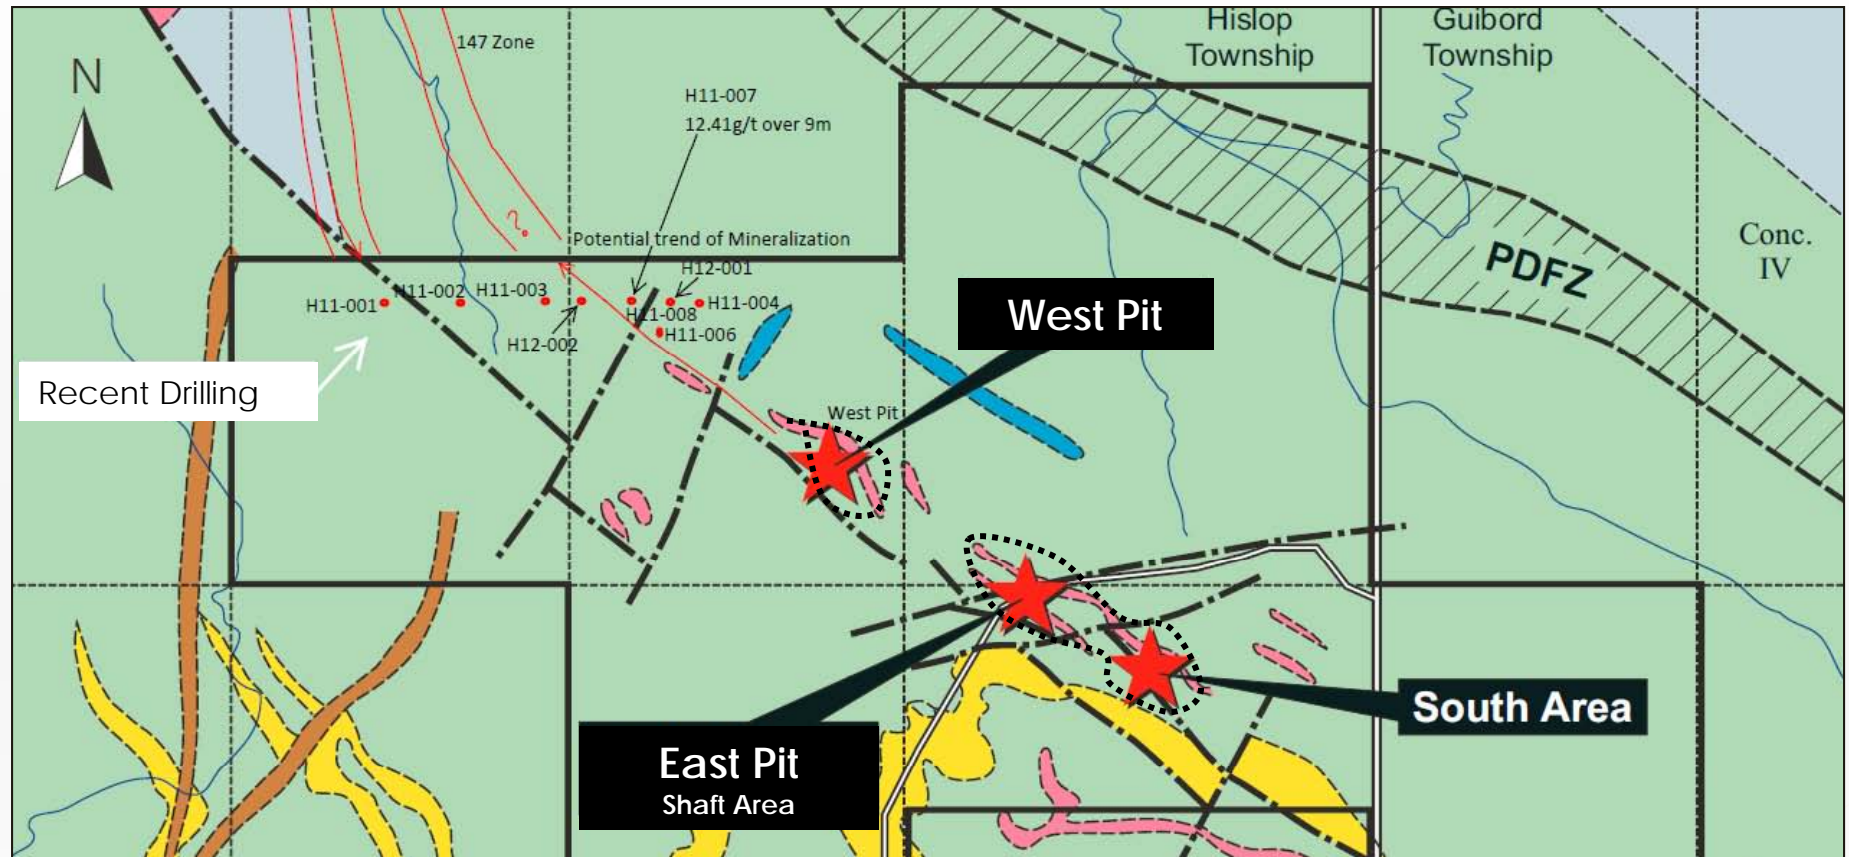 Hislop
Township
Guibord
Township
147 Zone
N
H11-007
12.41g/t over 9m
Potential trend of Mineralization
H12-001
Conc.
IV
PDFZ
H11-001
H11-002
H11-003
H11-004
H11-008
H11-006
H12-002
West Pit
Recent Drilling
West Pit
South Area
East Pit
Shaft Area
?